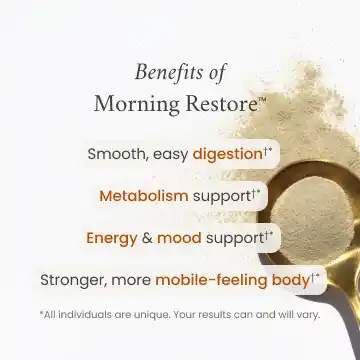 Benefits of
Morning Restore™
Smooth, easy digestion†*
Metabolism support†*
Energy & mood support†*
Stronger, more mobile-feeling body†*
*All individuals are unique. Your results can and will vary.